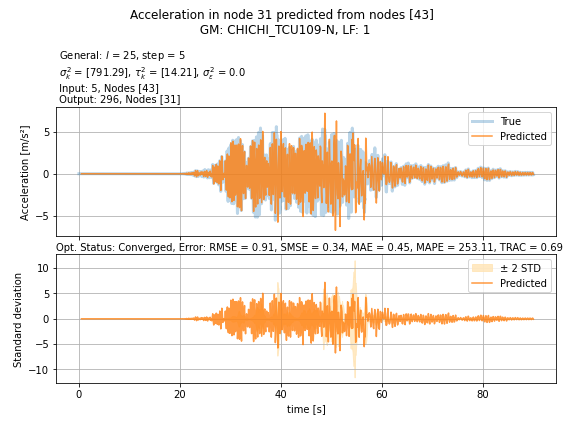 Acceleration in node 31 predicted from nodes [43]
GM: CHICHI_TCU109-N, LF: 1
General: l = 25, step = 5
σ²ₖ = [791.29], τ²ₖ = [14.21], σ²_ε = 0.0
Input: 5, Nodes [43]
Output: 296, Nodes [31]
Acceleration [m/s²]
5
0
−5
True
Predicted
Opt. Status: Converged, Error: RMSE = 0.91, SMSE = 0.34, MAE = 0.45, MAPE = 253.11, TRAC = 0.69
Standard deviation
10
5
0
−5
−10
± 2 STD
Predicted
0 20 40 60 80
time [s]